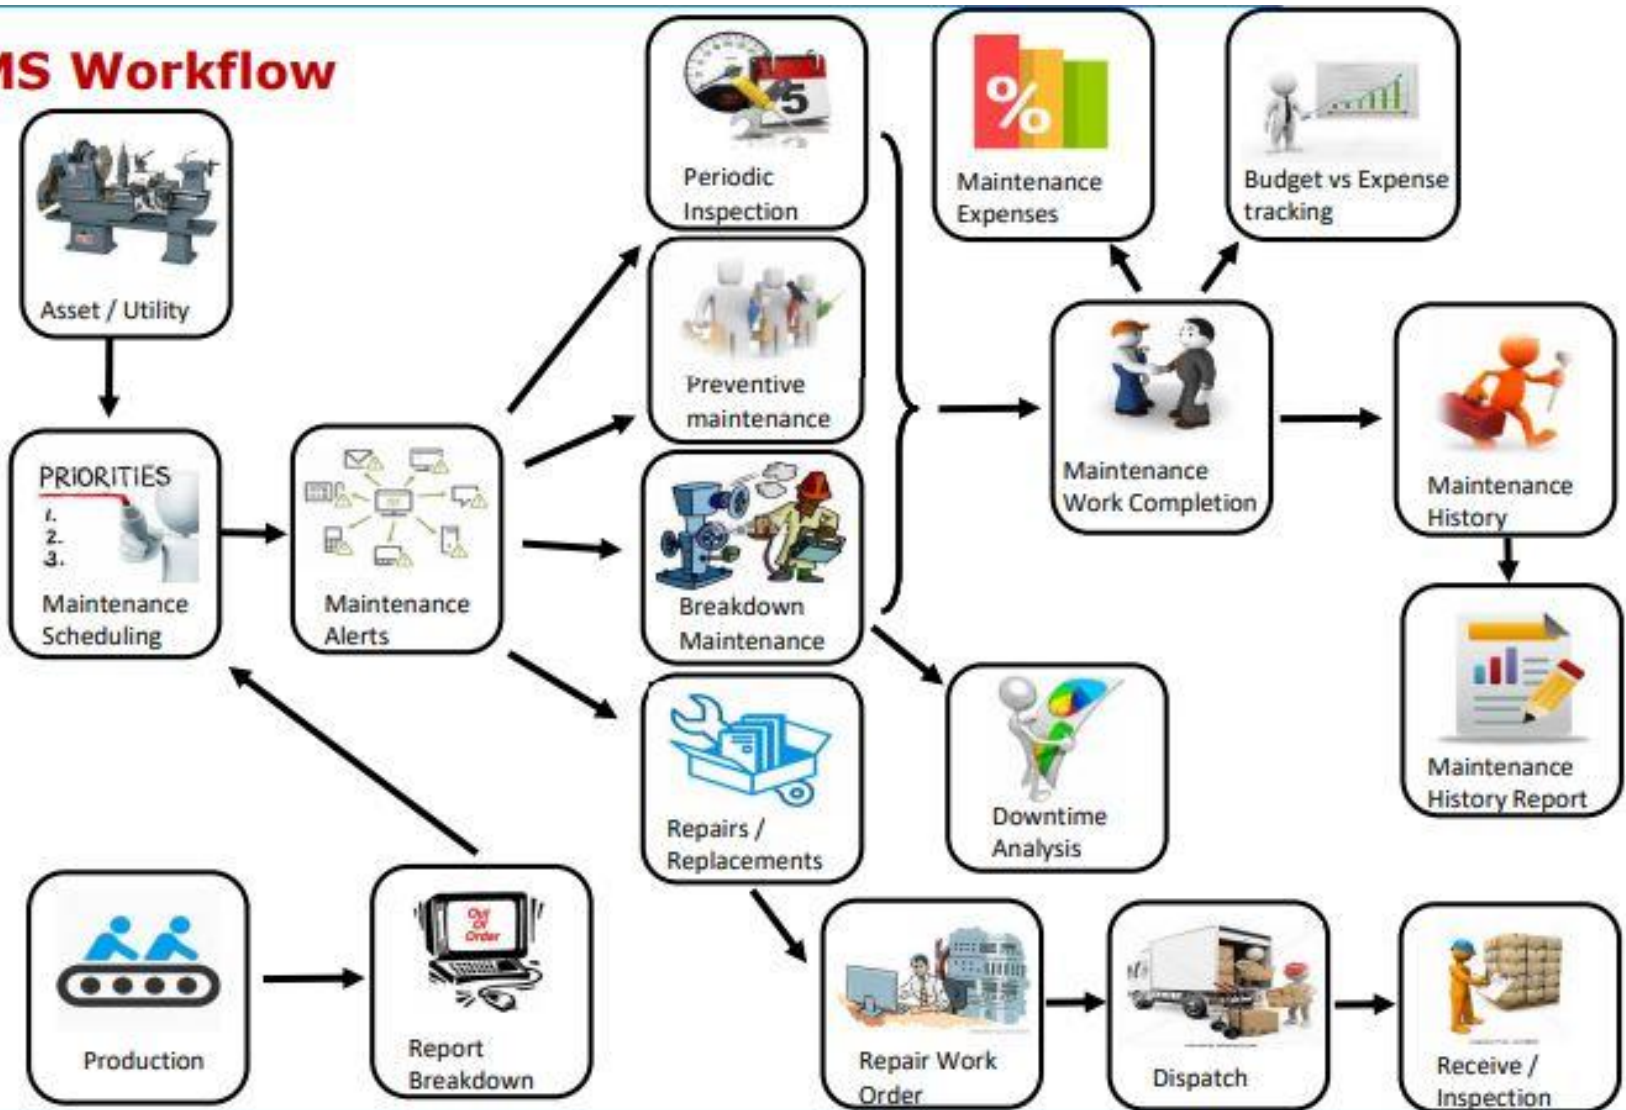 MS Workflow
Asset / Utility
PRIORITIES
1.
2.
3.
Maintenance
Scheduling
Maintenance
Alerts
5
Periodic
Inspection
Preventive
maintenance
Breakdown
Maintenance
Repairs /
Replacements
%
Maintenance
Expenses
Budget vs Expense
tracking
Maintenance
Work Completion
Maintenance
History
Maintenance
History Report
Downtime
Analysis
Production
Out
Of
Order
Report
Breakdown
Repair Work
Order
Dispatch
Receive /
Inspection